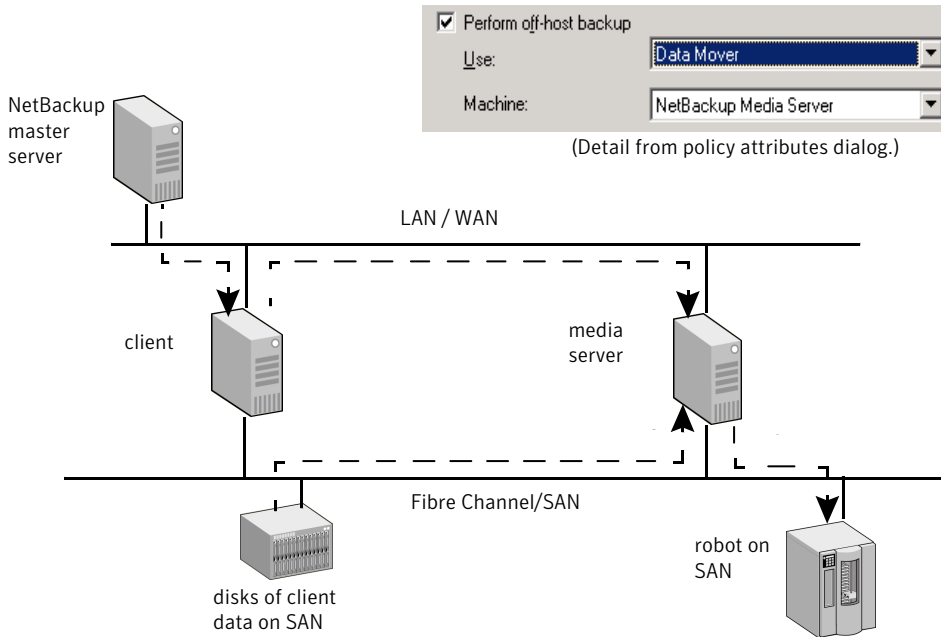 Perform off-host backup
Use:
Data Mover
Machine:
NetBackup Media Server
(Detail from policy attributes dialog.)
NetBackup
master
server
LAN / WAN
client
media
server
Fibre Channel/SAN
disks of client
data on SAN
robot on
SAN